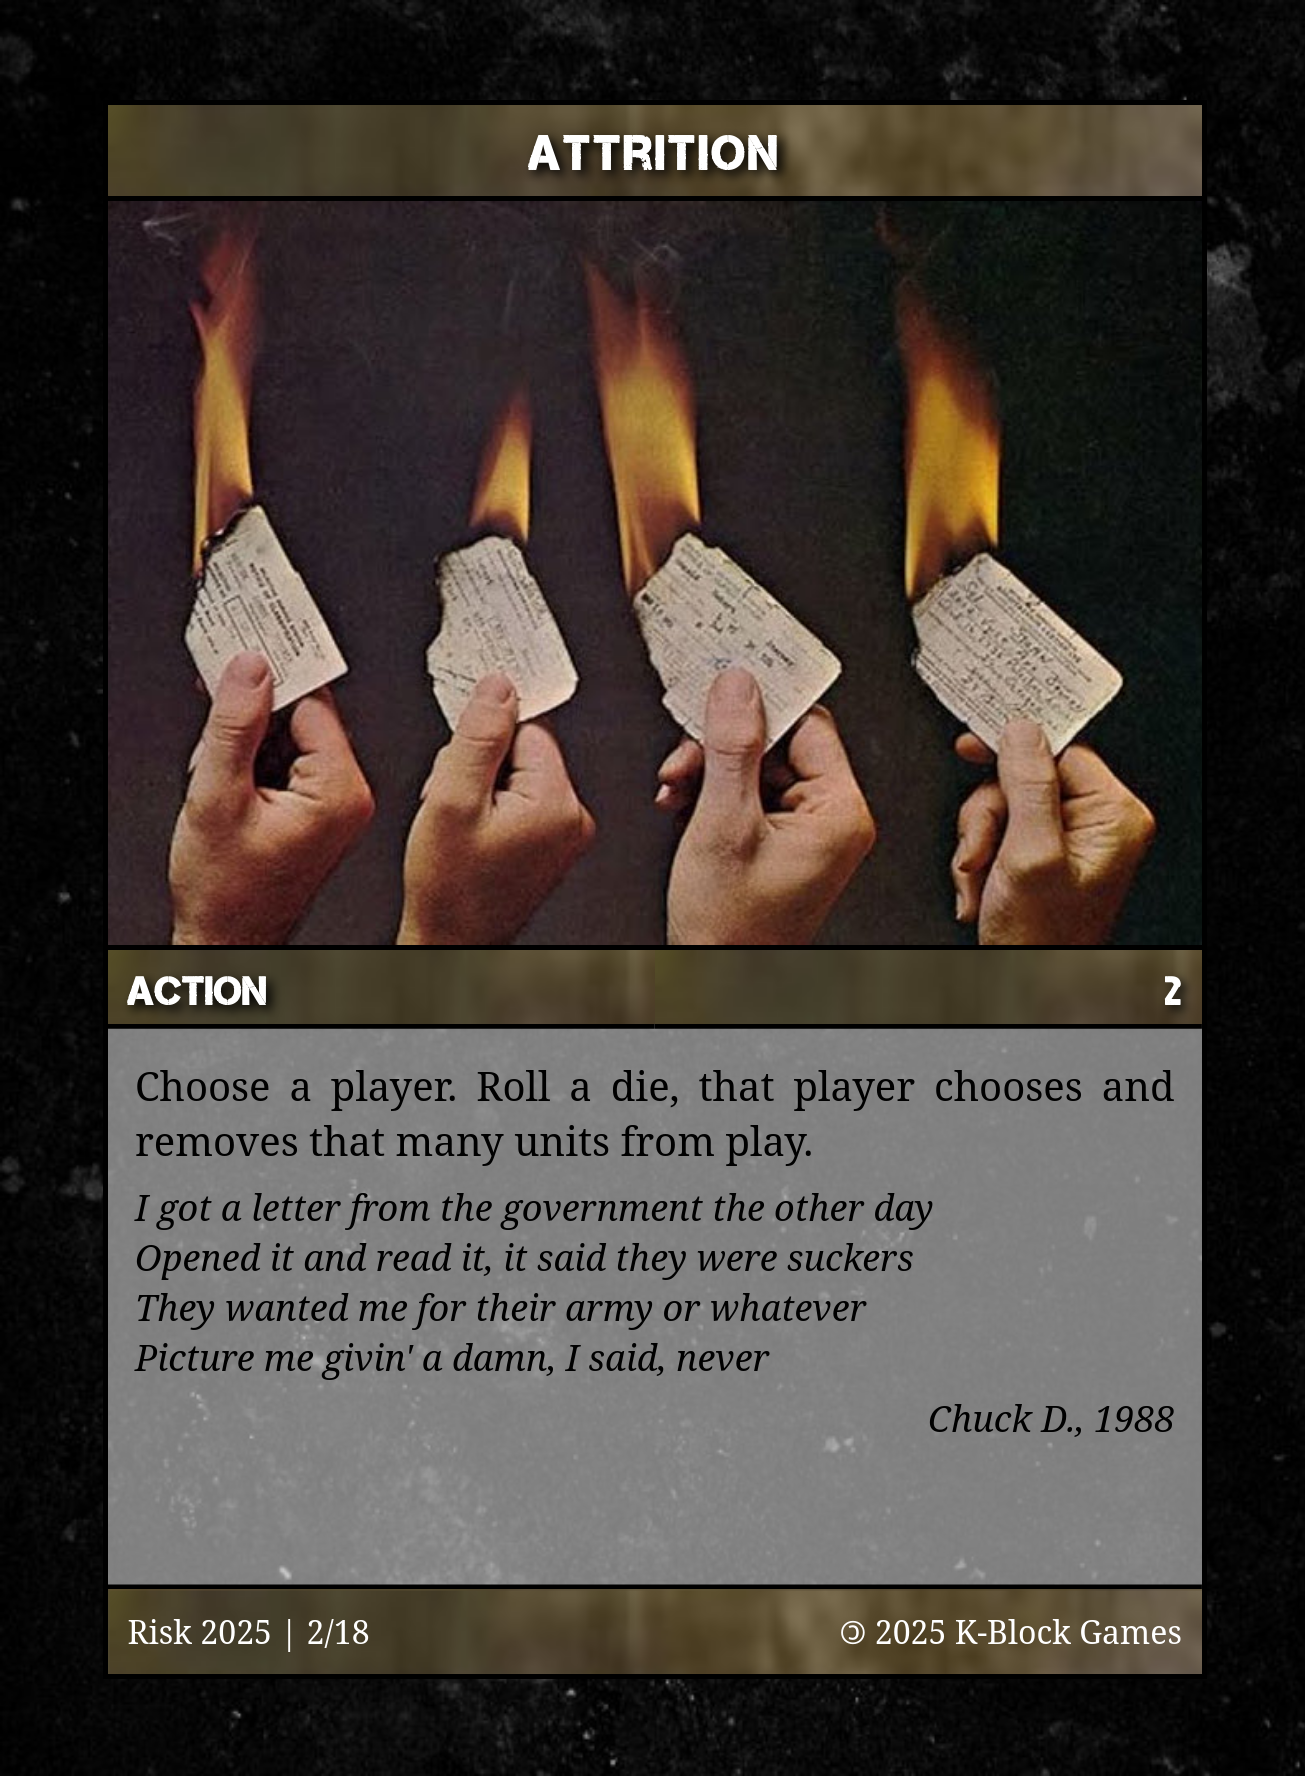 ATTRITION
ACTION
2
Choose a player. Roll a die, that player chooses and
removes that many units from play.
I got a letter from the government the other day
Opened it and read it, it said they were suckers
They wanted me for their army or whatever
Picture me givin' a damn, I said, never
Chuck D., 1988
Risk 2025 | 2/18
🄯 2025 K-Block Games